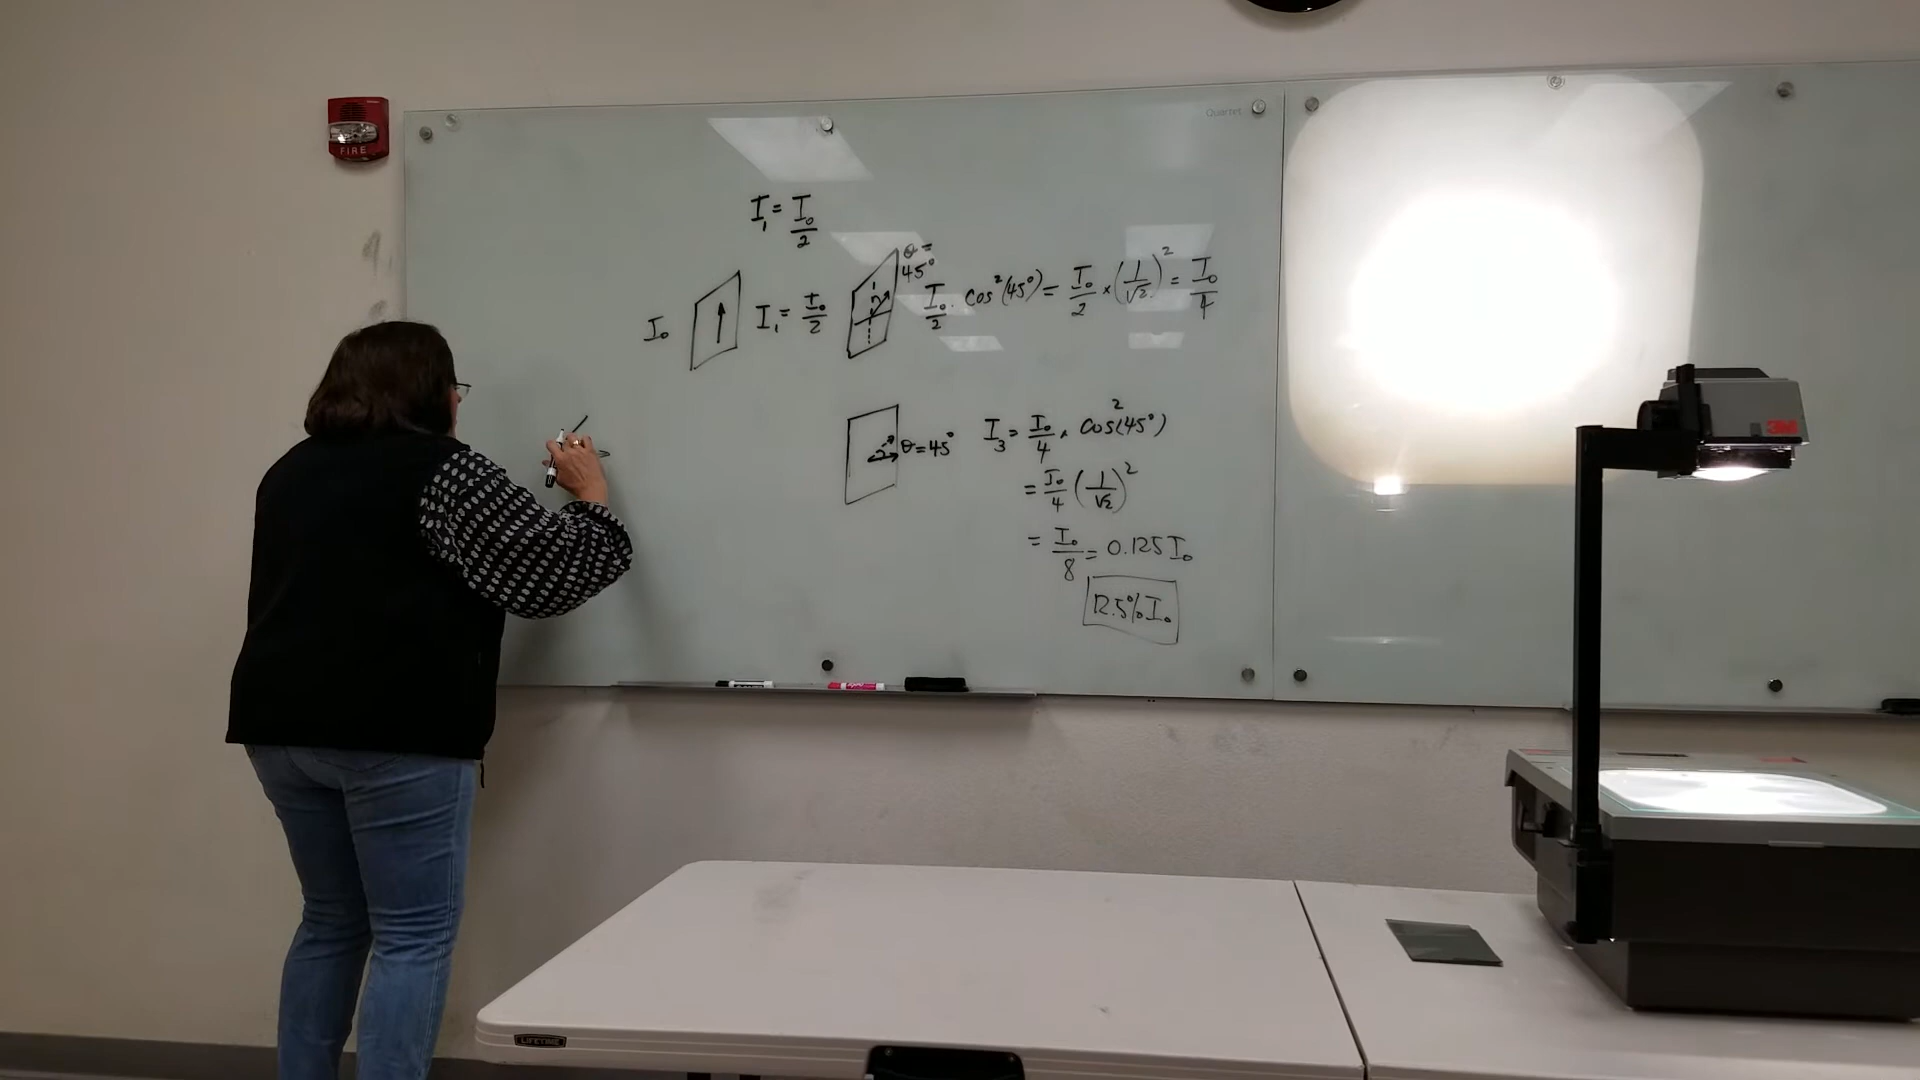 FIRE
Quartet
I₁ = I₀/2
I₀
I₁ = I₀/2
θ = 45°
I₀/2 · cos²(45°) = I₀/2 × (1/√2)² = I₀/4
θ = 45°
I₃ = I₀/4 · cos²(45°)
= I₀/4 (1/√2)²
= I₀/8 = 0.125 I₀
12.5% I₀
3M
LIFETIME